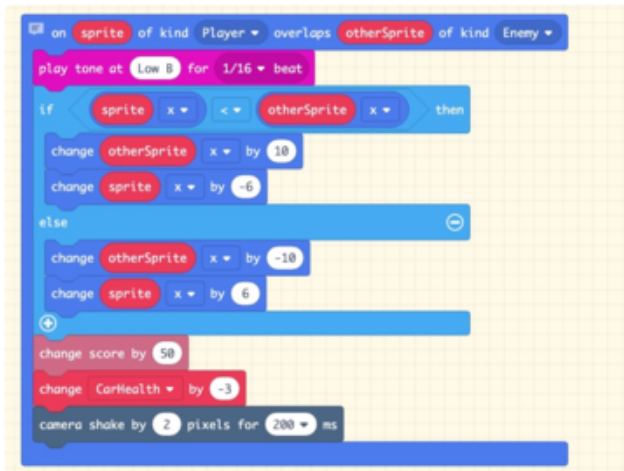 on sprite of kind Player overlaps otherSprite of kind Enemy
play tone at Low B for 1/16 beat
if sprite x < otherSprite x then
change otherSprite x by 10
change sprite x by -6
else
change otherSprite x by -10
change sprite x by 6
change score by 50
change CarHealth by -3
camera shake by 2 pixels for 200 ms